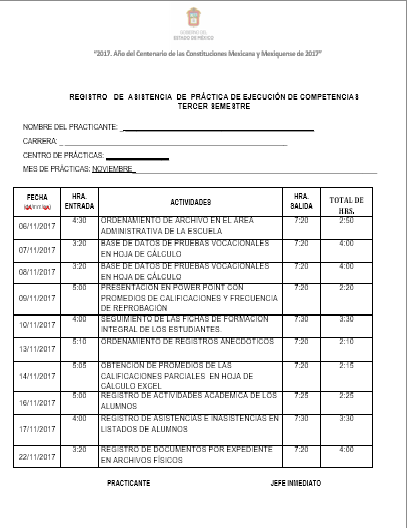 GOBIERNO DEL
ESTADO DE MÉXICO
"2017. Año del Centenario de las Constituciones Mexicana y Mexiquense de 1917"
REGISTRO DE ASISTENCIA DE PRÁCTICA DE EJECUCIÓN DE COMPETENCIAS
TERCER SEMESTRE
NOMBRE DEL PRACTICANTE:
CARRERA:
CENTRO DE PRÁCTICAS:
MES DE PRÁCTICAS: NOVIEMBRE
FECHA HRA. ENTRADA ACTIVIDADES HRA. SALIDA TOTAL DE HRS.
06/11/2017 4:30 ORDENAMIENTO DE ARCHIVO EN EL ÁREA 7:20 2:50
ADMINISTRATIVA DE LA ESCUELA
07/11/2017 3:20 BASE DE DATOS DE PRUEBAS VOCACIONALES 7:20 4:00
EN HOJA DE CÁLCULO
08/11/2017 3:20 BASE DE DATOS DE PRUEBAS VOCACIONALES 7:20 4:00
EN HOJA DE CÁLCULO
09/11/2017 5:00 PRESENTACIÓN EN POWER POINT CON 7:20 2:20
PROMEDIOS DE CALIFICACIONES Y FRECUENCIA
DE REPROBACIÓN
10/11/2017 4:00 SEGUIMIENTO DE LAS FICHAS DE FORMACIÓN 7:30 3:30
INTEGRAL DE LOS ESTUDIANTES.
13/11/2017 5:10 ORDENAMIENTO DE REGISTROS ANECDÓTICOS 7:20 2:10
14/11/2017 5:05 OBTENCIÓN DE PROMEDIOS DE LAS 7:20 2:15
CALIFICACIONES PARCIALES EN HOJA DE
CÁLCULO EXCEL
16/11/2017 5:00 REGISTRO DE ACTIVIDADES ACADÉMICA DE LOS 7:25 2:25
ALUMNOS
17/11/2017 4:00 REGISTRO DE ASISTENCIAS E INASISTENCIAS EN 7:30 3:30
LISTADOS DE ALUMNOS
22/11/2017 3:20 REGISTRO DE DOCUMENTOS POR EXPEDIENTE 7:20 4:00
EN ARCHIVOS FÍSICOS
PRACTICANTE JEFE INMEDIATO